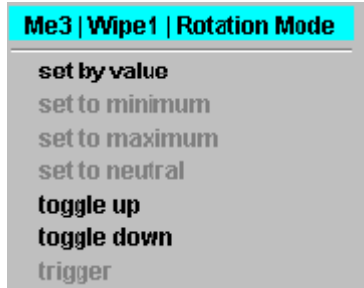 Me3 | Wipe1 | Rotation Mode
set by value
set to minimum
set to maximum
set to neutral
toggle up
toggle down
trigger